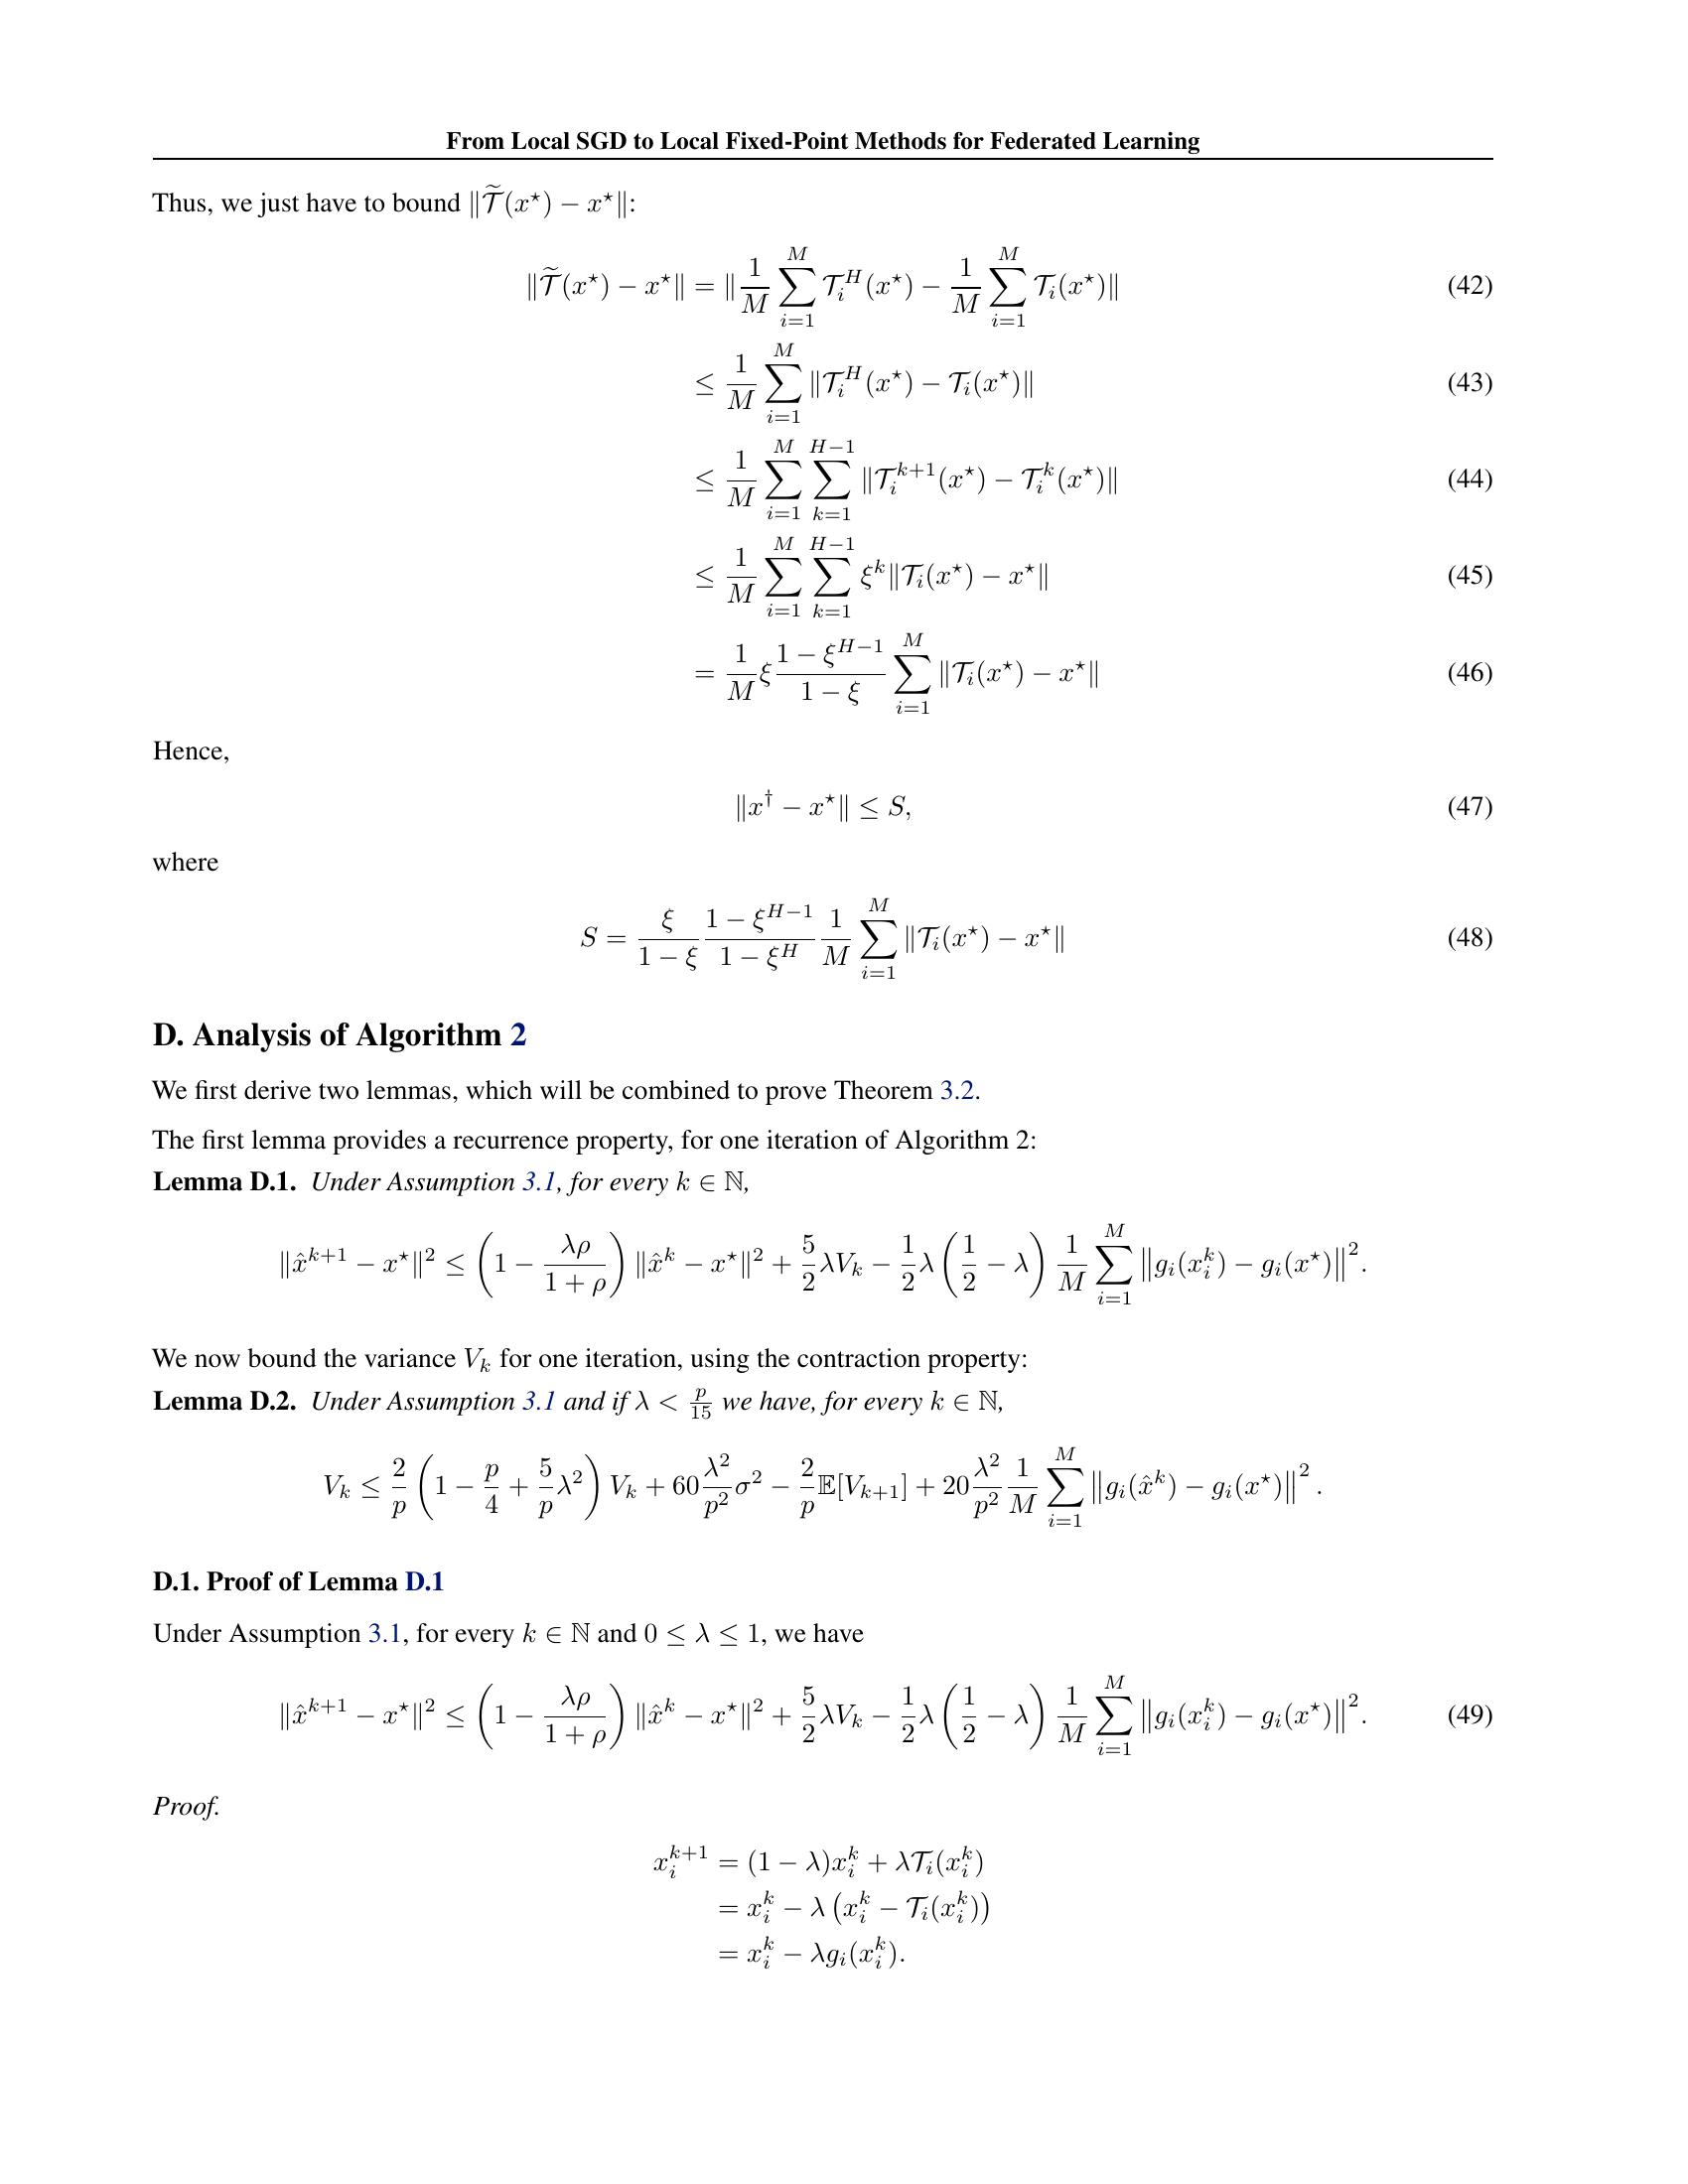 From Local SGD to Local Fixed-Point Methods for Federated Learning
Thus, we just have to bound $\|\widetilde{\mathcal{T}}(x^\star) - x^\star\|$:
$\|\widetilde{\mathcal{T}}(x^\star) - x^\star\| = \|\frac{1}{M}\sum_{i=1}^{M} \mathcal{T}_i^H(x^\star) - \frac{1}{M}\sum_{i=1}^{M} \mathcal{T}_i(x^\star)\|$ (42)
$\leq \frac{1}{M}\sum_{i=1}^{M} \|\mathcal{T}_i^H(x^\star) - \mathcal{T}_i(x^\star)\|$ (43)
$\leq \frac{1}{M}\sum_{i=1}^{M}\sum_{k=1}^{H-1} \|\mathcal{T}_i^{k+1}(x^\star) - \mathcal{T}_i^k(x^\star)\|$ (44)
$\leq \frac{1}{M}\sum_{i=1}^{M}\sum_{k=1}^{H-1} \xi^k \|\mathcal{T}_i(x^\star) - x^\star\|$ (45)
$= \frac{1}{M}\xi\frac{1-\xi^{H-1}}{1-\xi}\sum_{i=1}^{M} \|\mathcal{T}_i(x^\star) - x^\star\|$ (46)
Hence,
$\|x^\dagger - x^\star\| \leq S,$ (47)
where
$S = \frac{\xi}{1-\xi}\frac{1-\xi^{H-1}}{1-\xi^H}\frac{1}{M}\sum_{i=1}^{M} \|\mathcal{T}_i(x^\star) - x^\star\|$ (48)
D. Analysis of Algorithm 2
We first derive two lemmas, which will be combined to prove Theorem 3.2.
The first lemma provides a recurrence property, for one iteration of Algorithm 2:
Lemma D.1. Under Assumption 3.1, for every $k \in \mathbb{N}$,
$\|\hat{x}^{k+1} - x^\star\|^2 \leq \left(1 - \frac{\lambda\rho}{1+\rho}\right)\|\hat{x}^k - x^\star\|^2 + \frac{5}{2}\lambda V_k - \frac{1}{2}\lambda\left(\frac{1}{2} - \lambda\right)\frac{1}{M}\sum_{i=1}^{M}\left\|g_i(x_i^k) - g_i(x^\star)\right\|^2.$
We now bound the variance $V_k$ for one iteration, using the contraction property:
Lemma D.2. Under Assumption 3.1 and if $\lambda < \frac{p}{15}$ we have, for every $k \in \mathbb{N}$,
$V_k \leq \frac{2}{p}\left(1 - \frac{p}{4} + \frac{5}{p}\lambda^2\right)V_k + 60\frac{\lambda^2}{p^2}\sigma^2 - \frac{2}{p}\mathbb{E}[V_{k+1}] + 20\frac{\lambda^2}{p^2}\frac{1}{M}\sum_{i=1}^{M}\left\|g_i(\hat{x}^k) - g_i(x^\star)\right\|^2.$
D.1. Proof of Lemma D.1
Under Assumption 3.1, for every $k \in \mathbb{N}$ and $0 \leq \lambda \leq 1$, we have
$\|\hat{x}^{k+1} - x^\star\|^2 \leq \left(1 - \frac{\lambda\rho}{1+\rho}\right)\|\hat{x}^k - x^\star\|^2 + \frac{5}{2}\lambda V_k - \frac{1}{2}\lambda\left(\frac{1}{2} - \lambda\right)\frac{1}{M}\sum_{i=1}^{M}\left\|g_i(x_i^k) - g_i(x^\star)\right\|^2.$ (49)
Proof.
$x_i^{k+1} = (1 - \lambda)x_i^k + \lambda\mathcal{T}_i(x_i^k)$
$= x_i^k - \lambda\left(x_i^k - \mathcal{T}_i(x_i^k)\right)$
$= x_i^k - \lambda g_i(x_i^k).$